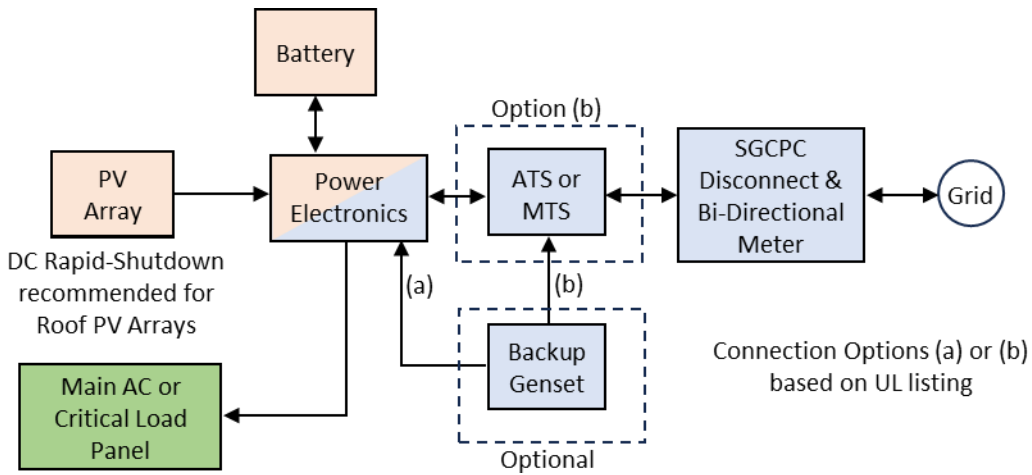 Battery
Option (b)
PV
Array
Power
Electronics
ATS or
MTS
SGCPC
Disconnect &
Bi-Directional
Meter
Grid
DC Rapid-Shutdown
recommended for
Roof PV Arrays
(a)
(b)
Main AC or
Critical Load
Panel
Backup
Genset
Optional
Connection Options (a) or (b)
based on UL listing